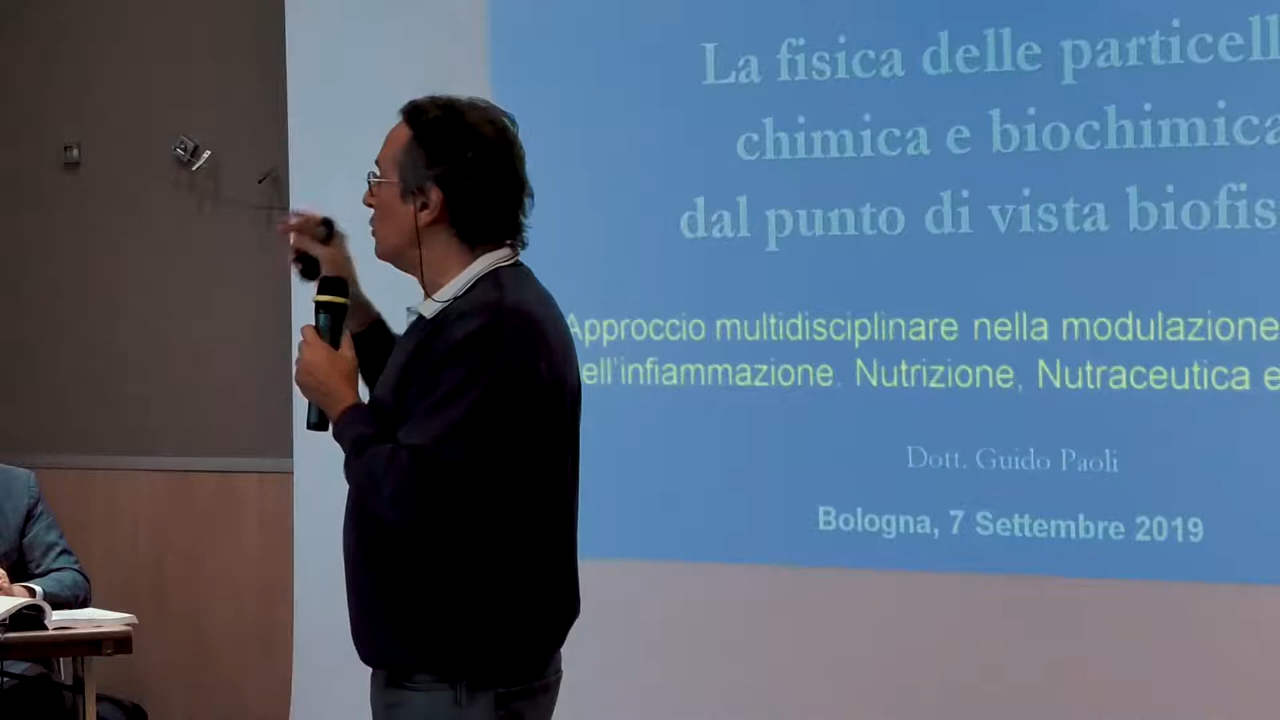 La fisica delle particell
chimica e biochimica
dal punto di vista biofis
Approccio multidisciplinare nella modulazione
ell'infiammazione. Nutrizione, Nutraceutica e
Dott. Guido Paoli
Bologna, 7 Settembre 2019